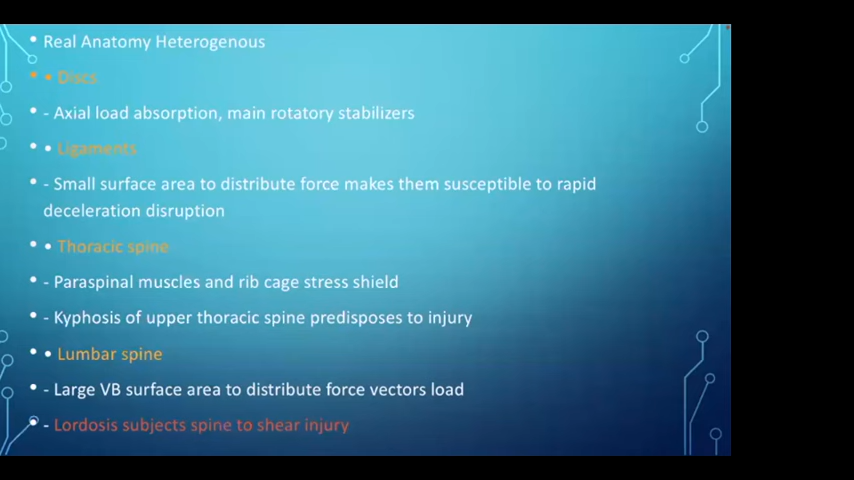 • Real Anatomy Heterogenous
• • Discs
• - Axial load absorption, main rotatory stabilizers
• • Ligaments
• - Small surface area to distribute force makes them susceptible to rapid
deceleration disruption
• • Thoracic spine
• - Paraspinal muscles and rib cage stress shield
• - Kyphosis of upper thoracic spine predisposes to injury
• • Lumbar spine
• - Large VB surface area to distribute force vectors load
• - Lordosis subjects spine to shear injury